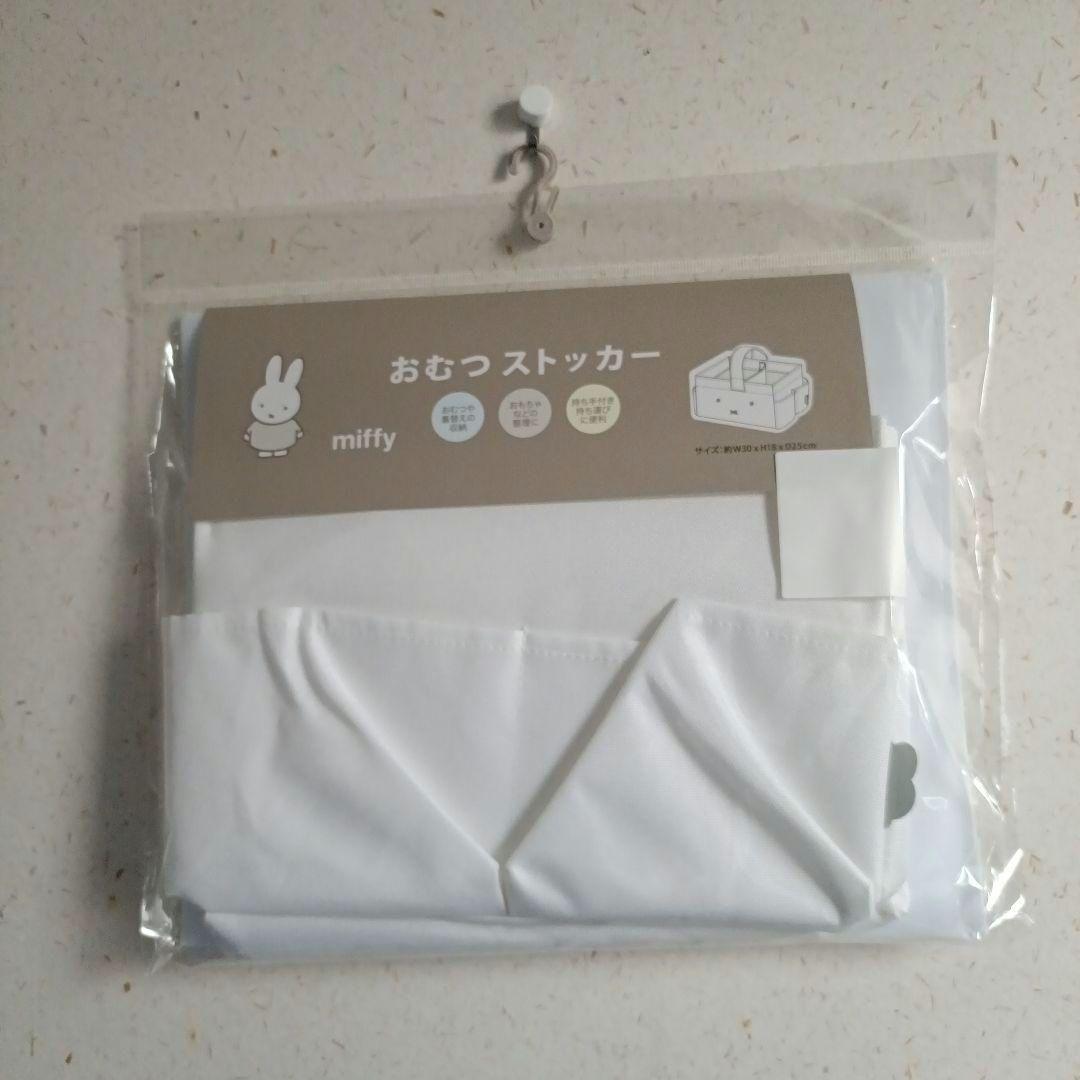 おむつ ストッカー
miffy
おむつや
着替えの
収納
おもちゃ
などの
整理に
持ち手付き
持ち運び
に便利
サイズ:約W30 x H18 x D25cm